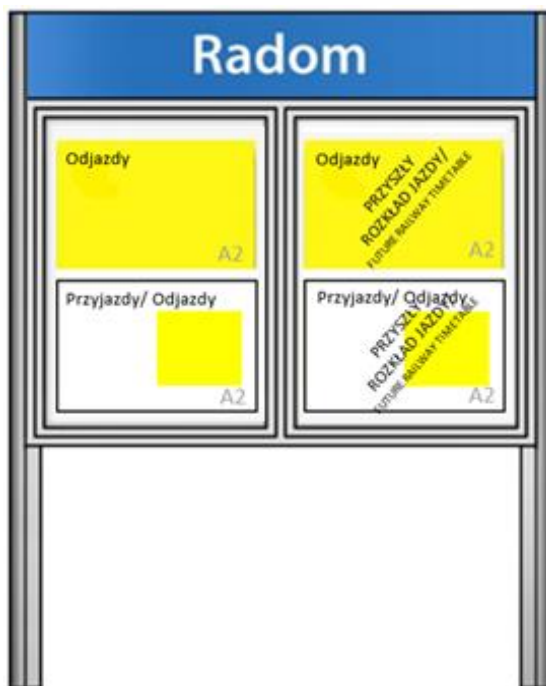 Radom
Odjazdy
A2
Przyjazdy/ Odjazdy
A2
Odjazdy
PRZYSZŁY
ROZKŁAD JAZDY/
FUTURE RAILWAY TIMETABLE
A2
Przyjazdy/ Odjazdy
PRZYSZŁY
ROZKŁAD JAZDY/
FUTURE RAILWAY TIMETABLE
A2